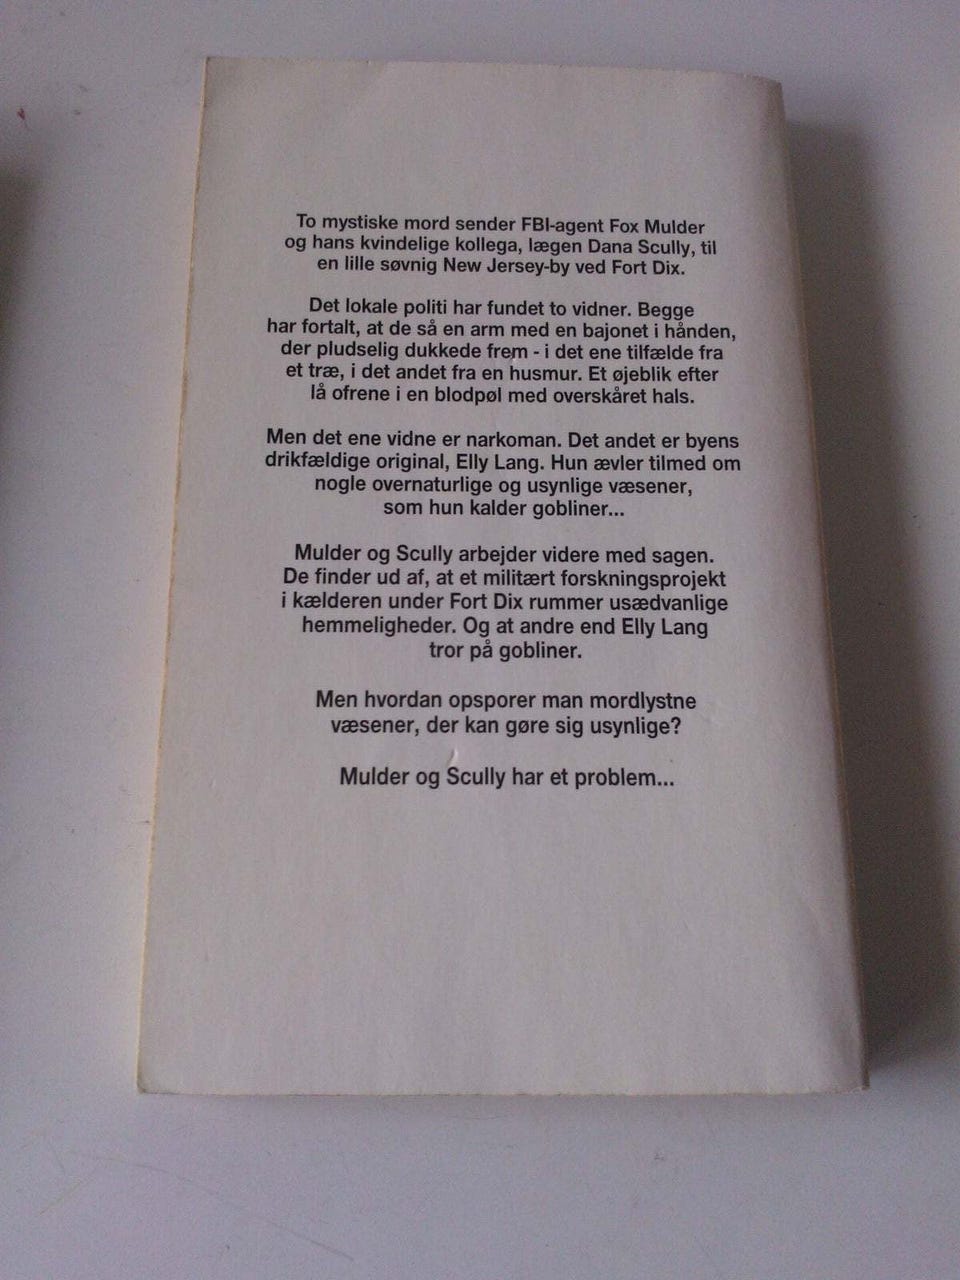 To mystiske mord sender FBI-agent Fox Mulder
og hans kvindelige kollega, lægen Dana Scully, til
en lille søvnig New Jersey-by ved Fort Dix.
Det lokale politi har fundet to vidner. Begge
har fortalt, at de så en arm med en bajonet i hånden,
der pludselig dukkede frem - i det ene tilfælde fra
et træ, i det andet fra en husmur. Et øjeblik efter
lå ofrene i en blodpøl med overskåret hals.
Men det ene vidne er narkoman. Det andet er byens
drikfældige original, Elly Lang. Hun ævler tilmed om
nogle overnaturlige og usynlige væsener,
som hun kalder gobliner...
Mulder og Scully arbejder videre med sagen.
De finder ud af, at et militært forskningsprojekt
i kælderen under Fort Dix rummer usædvanlige
hemmeligheder. Og at andre end Elly Lang
tror på gobliner.
Men hvordan opsporer man mordlystne
væsener, der kan gøre sig usynlige?
Mulder og Scully har et problem...